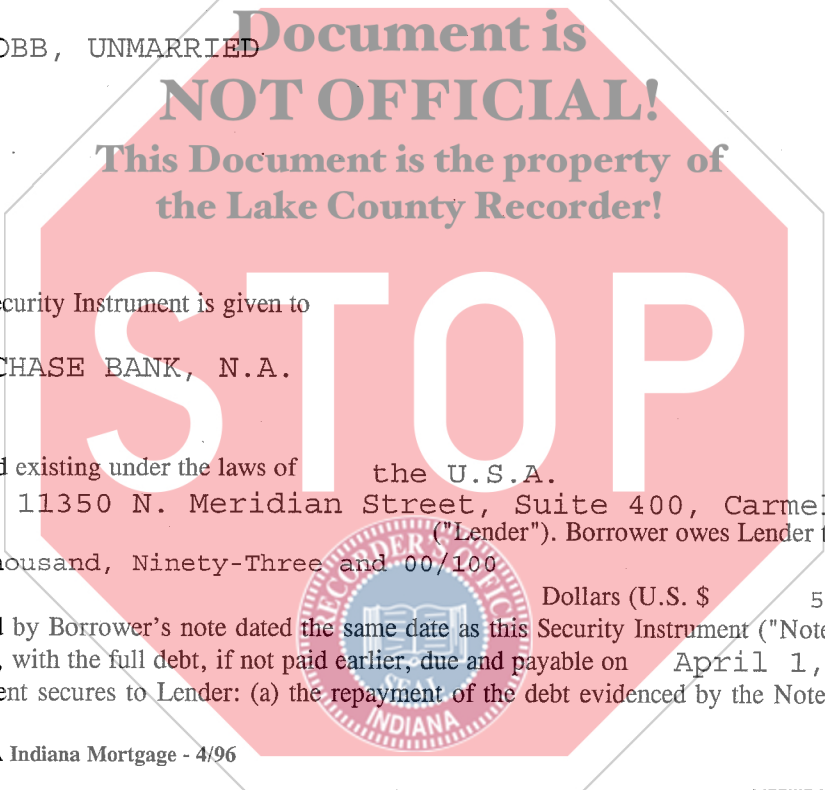 OBB, UNMARRIED
Document is
NOT OFFICIAL!
This Document is the property of
the Lake County Recorder!
STOP
curity Instrument is given to
CHASE BANK, N.A.
d existing under the laws of the U.S.A.
11350 N. Meridian Street, Suite 400, Carmel
("Lender"). Borrower owes Lender t
ousand, Ninety-Three and 00/100
Dollars (U.S. $ 5
d by Borrower's note dated the same date as this Security Instrument ("Note
, with the full debt, if not paid earlier, due and payable on April 1,
ent secures to Lender: (a) the repayment of the debt evidenced by the Note
Indiana Mortgage - 4/96
RECORDER'S OFFIC
SEAL
INDIANA